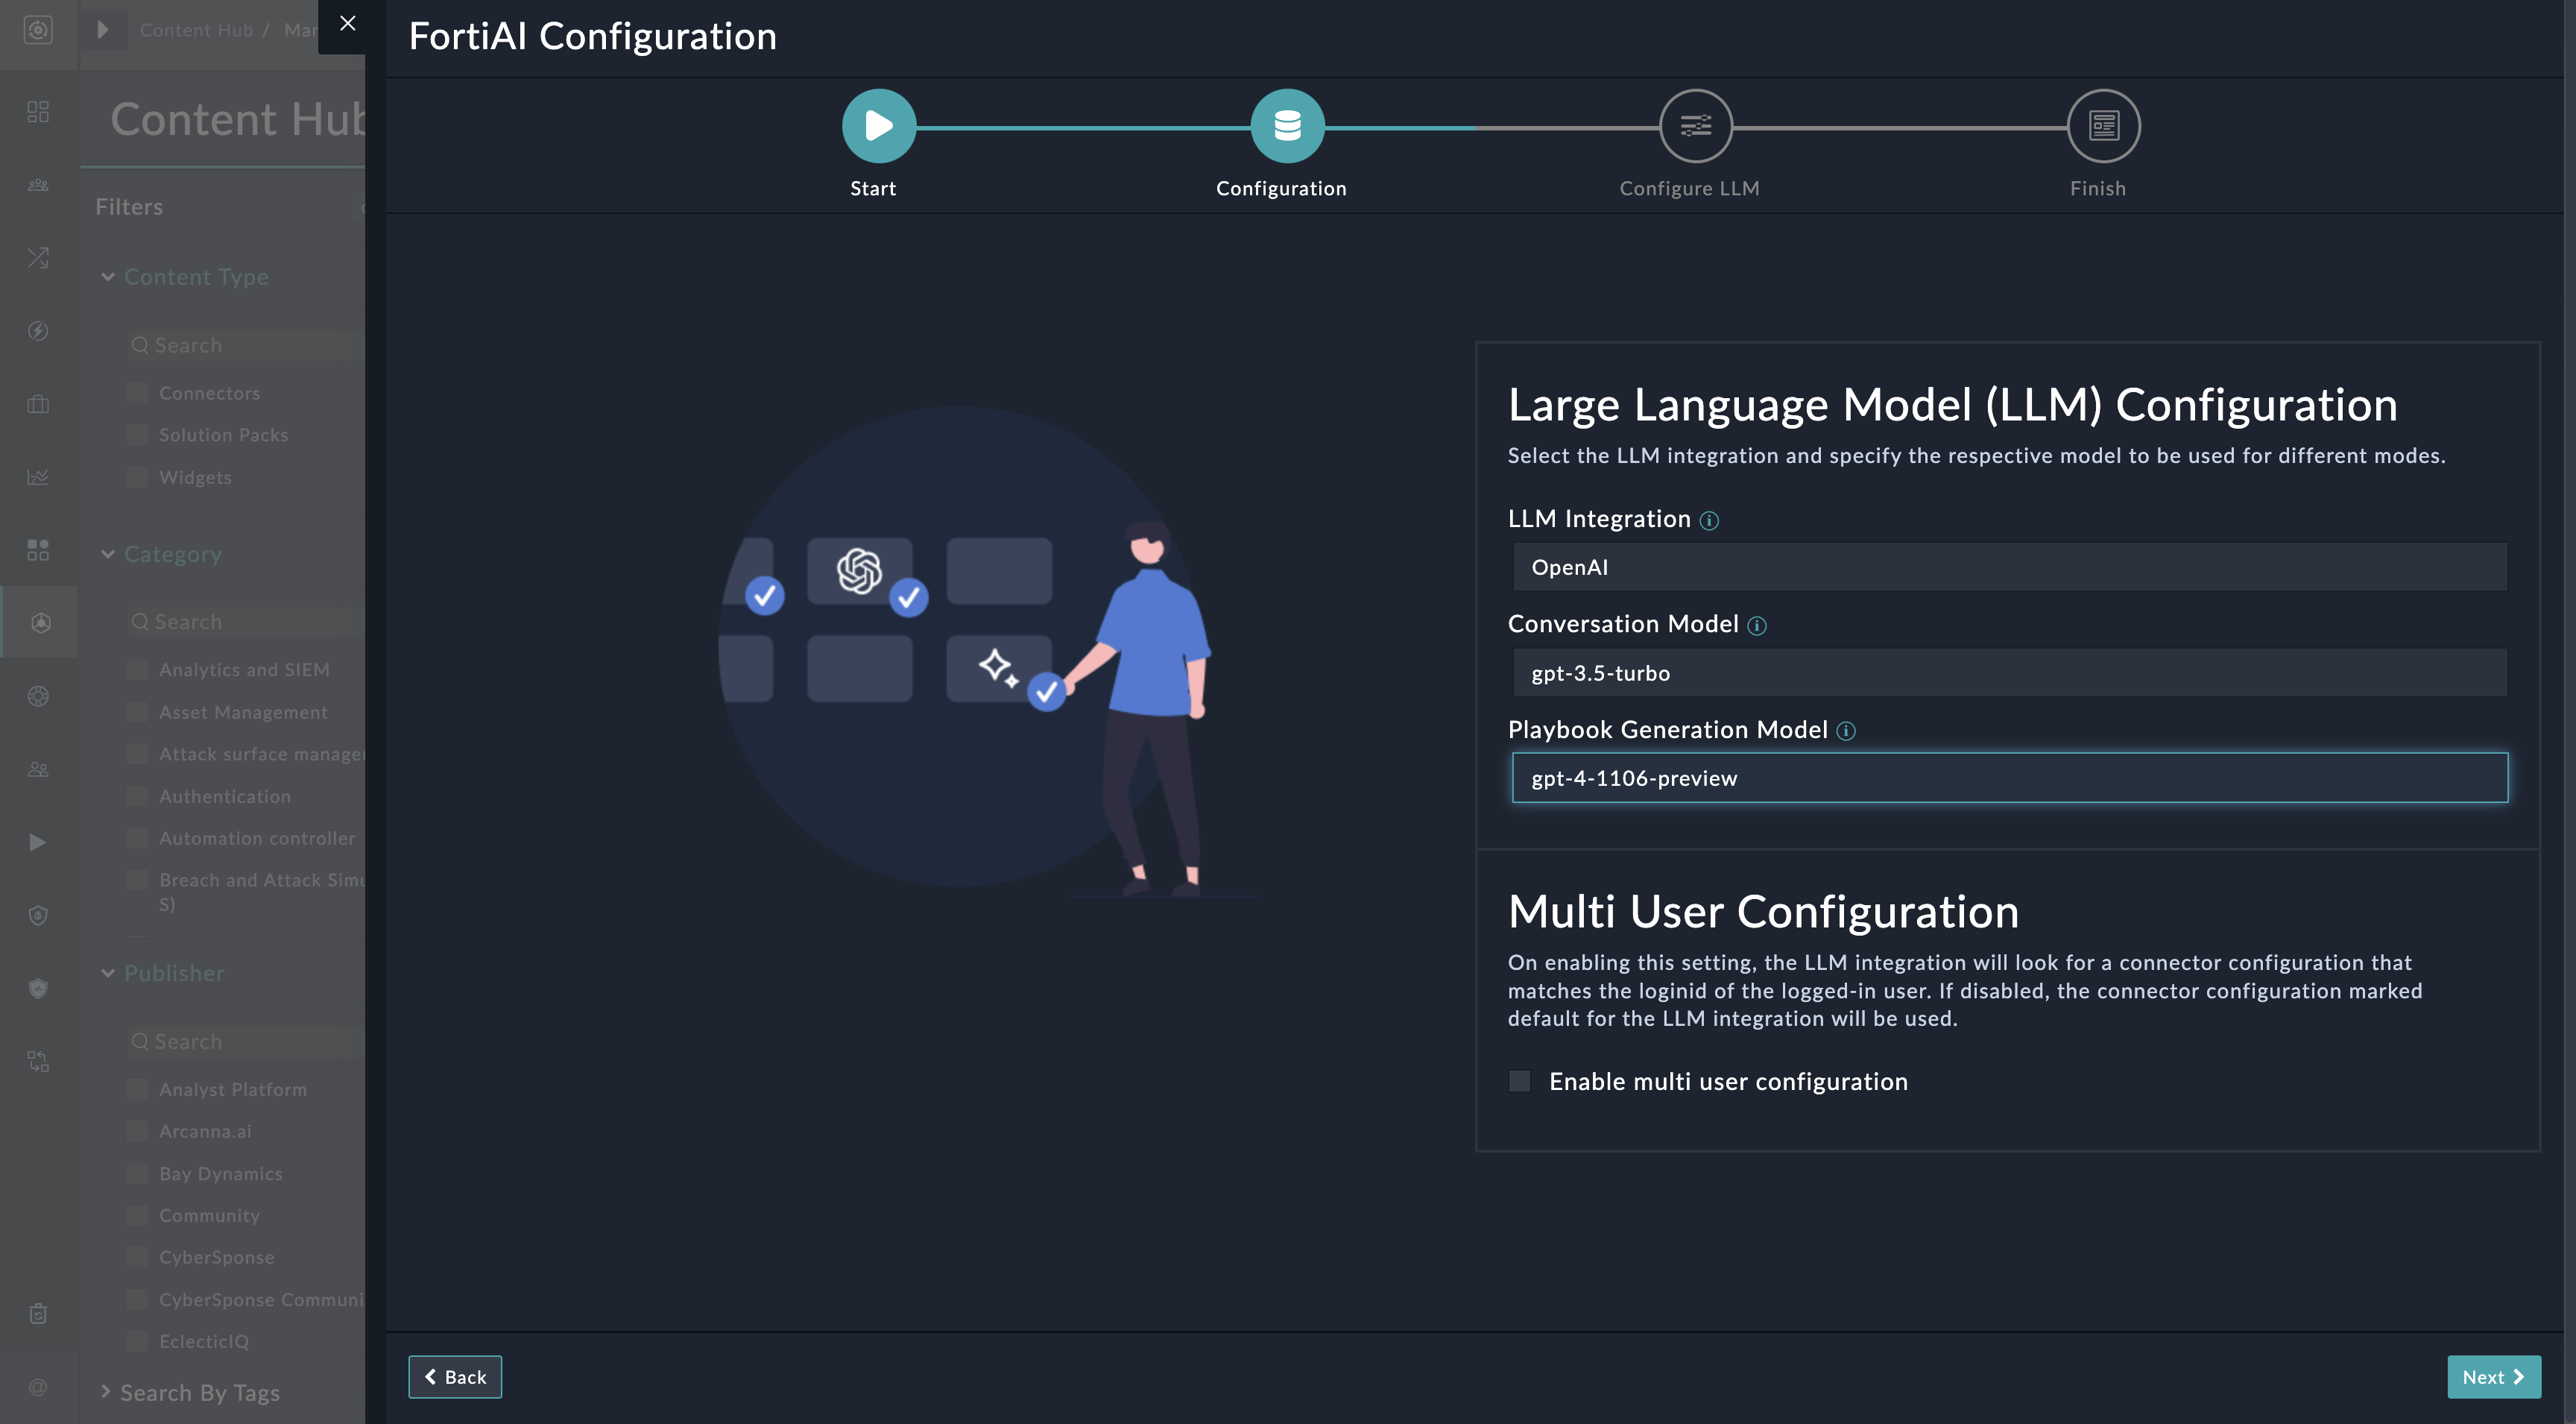 Content Hub /
FortiAI Configuration
Content Hub
Start
Configuration
Configure LLM
Finish
Filters
Content Type
Search
Connectors
Solution Packs
Widgets
Category
Search
Analytics and SIEM
Asset Management
Attack surface
Authentication
Automation controller
Breach and Attack
S)
Publisher
Search
Analyst Platform
Arcanna.ai
Bay Dynamics
Community
CyberSponse
CyberSponse
EclecticIQ
Search By Tags
Large Language Model (LLM) Configuration
Select the LLM integration and specify the respective model to be used for different modes.
LLM Integration
OpenAI
Conversation Model
gpt-3.5-turbo
Playbook Generation Model
gpt-4-1106-preview
Multi User Configuration
On enabling this setting, the LLM integration will look for a connector configuration that
matches the loginid of the logged-in user. If disabled, the connector configuration marked
default for the LLM integration will be used.
Enable multi user configuration
Back
Next